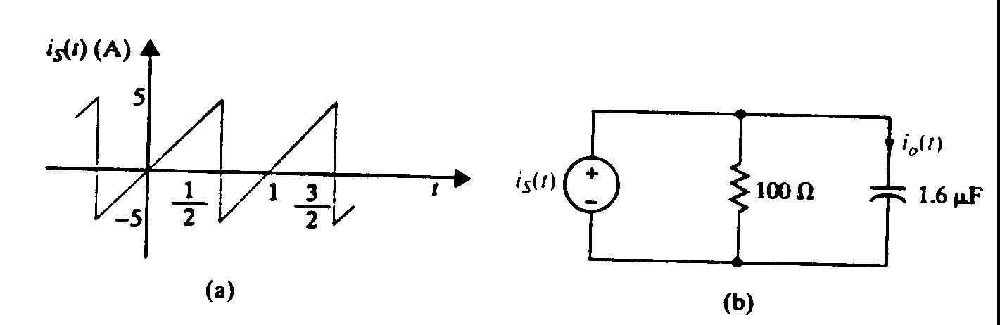 i_S(t) (A)
5
-5
1/2
1
3/2
t
(a)
i_S(t)
+
−
100 Ω
i_o(t)
1.6 μF
(b)